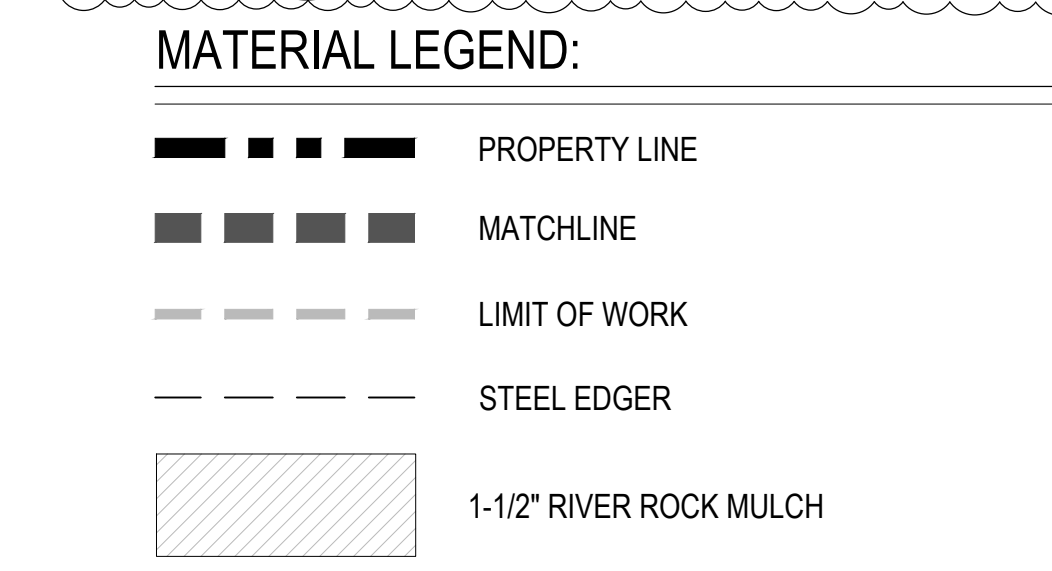 MATERIAL LEGEND:
PROPERTY LINE
MATCHLINE
LIMIT OF WORK
STEEL EDGER
1-1/2" RIVER ROCK MULCH